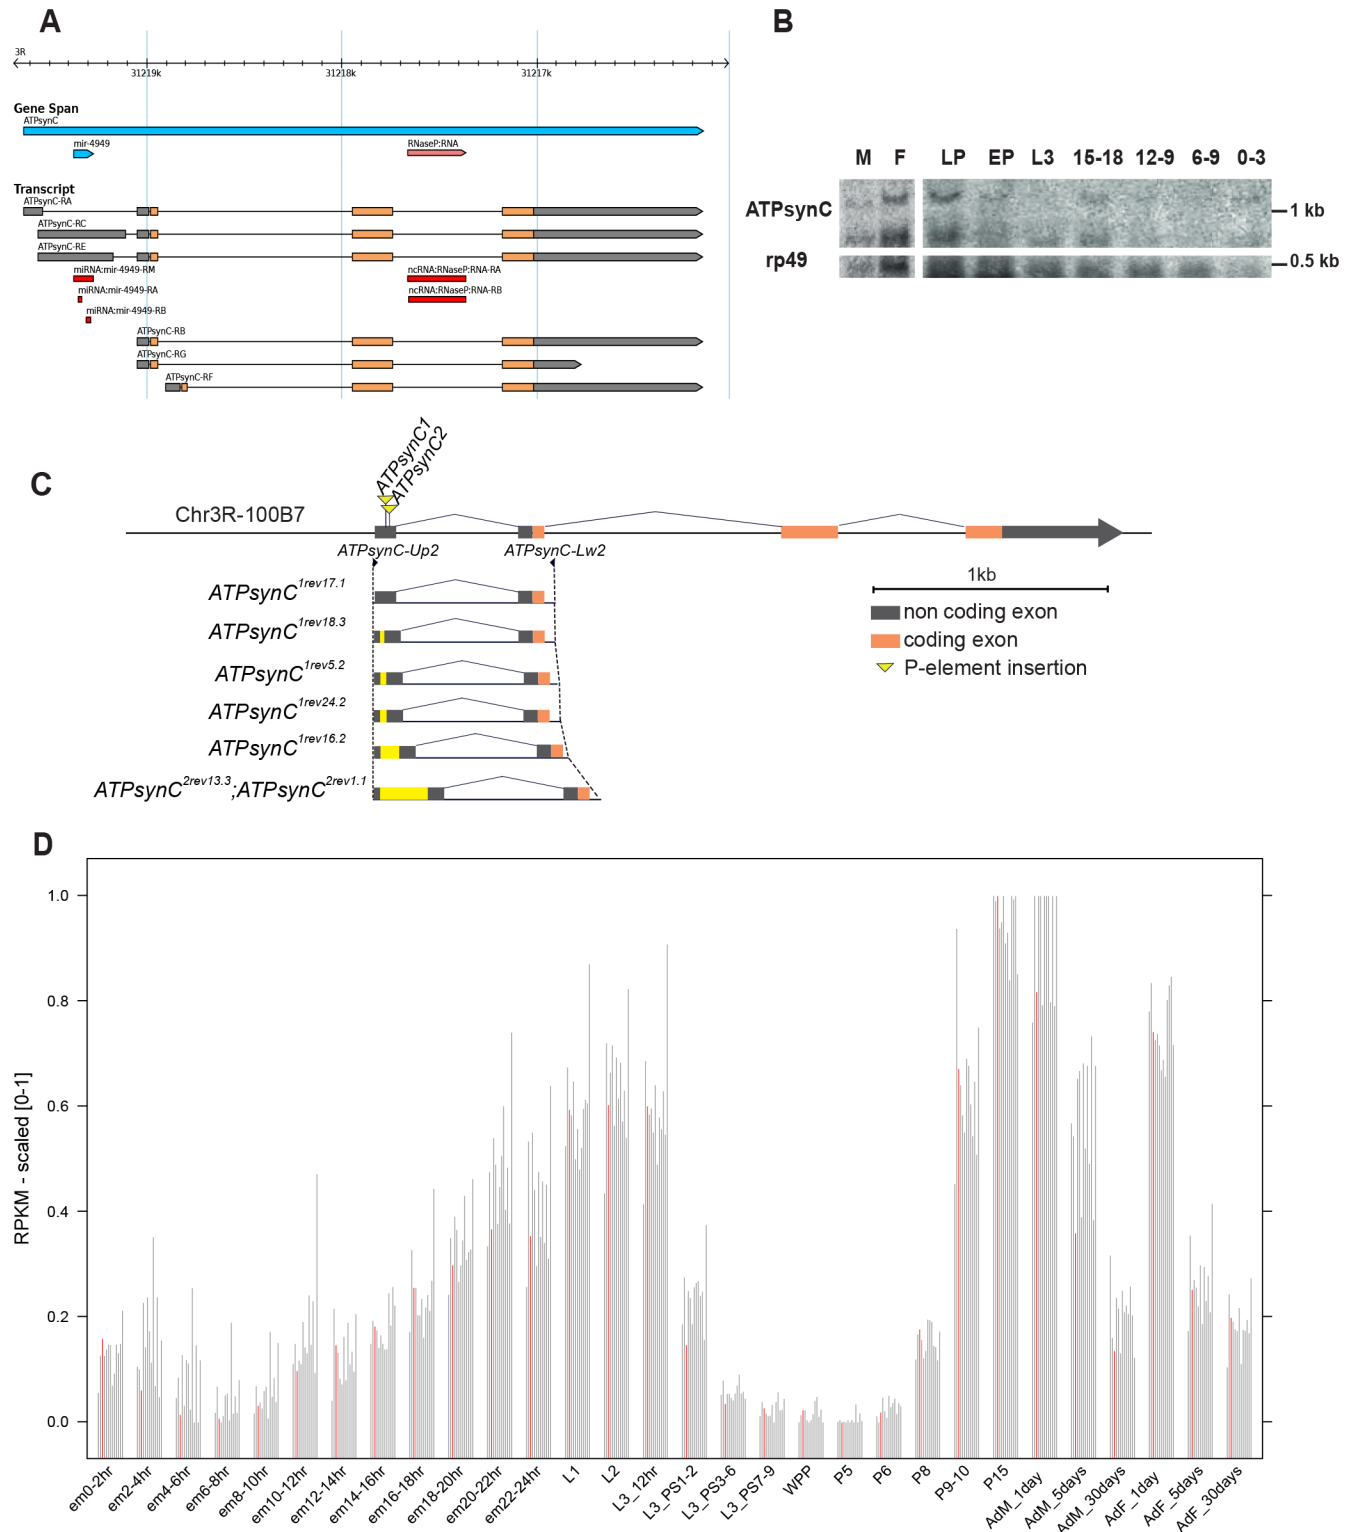 A
3R
31219k 31218k 31217k
Gene Span
ATPsynC
mir-4949 RNaseP:RNA
Transcript
ATPsynC-RA
ATPsynC-RC
ATPsynC-RE
miRNA:mir-4949-RM ncRNA:RNaseP:RNA-RA
miRNA:mir-4949-RA ncRNA:RNaseP:RNA-RB
miRNA:mir-4949-RB
ATPsynC-RB
ATPsynC-RG
ATPsynC-RF
B
M F LP EP L3 15-18 12-9 6-9 0-3
ATPsynC 1 kb
rp49 0.5 kb
C
ATPsynC1
ATPsynC2
Chr3R-100B7
ATPsynC-Up2 ATPsynC-Lw2
ATPsynC1rev17.1
ATPsynC1rev18.3
ATPsynC1rev5.2
ATPsynC1rev24.2
ATPsynC1rev16.2
ATPsynC2rev13.3;ATPsynC2rev1.1
1kb
non coding exon
coding exon
P-element insertion
D
RPKM - scaled [0-1]
1.0
0.8
0.6
0.4
0.2
0.0
em0-2hr em2-4hr em4-6hr em6-8hr em8-10hr em10-12hr em12-14hr em14-16hr em16-18hr em18-20hr em20-22hr em22-24hr L1 L2 L3_12hr L3_PS1-2 L3_PS3-6 L3_PS7-9 WPP P5 P6 P8 P9-10 P15 AdM_1day AdM_5days AdM_30days AdF_1day AdF_5days AdF_30days